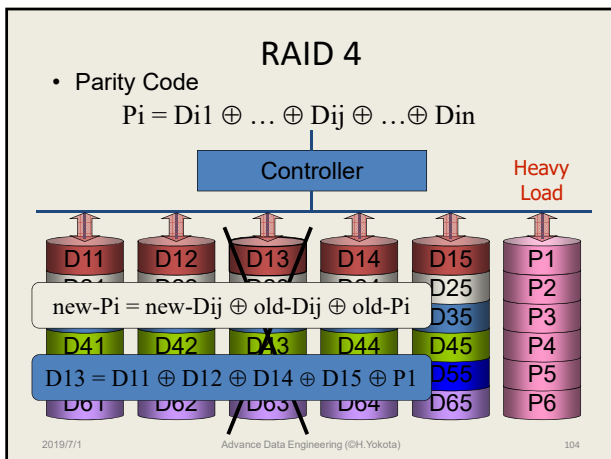 RAID 4
• Parity Code
Pi = Di1 ⊕ … ⊕ Dij ⊕ …⊕ Din
Controller
Heavy
Load
D11 D12 D13 D14 D15 P1
D25 P2
new-Pi = new-Dij ⊕ old-Dij ⊕ old-Pi
D35 P3
D41 D42 D43 D44 D45 P4
D13 = D11 ⊕ D12 ⊕ D14 ⊕ D15 ⊕ P1
D55 P5
D61 D62 D63 D64 D65 P6
2019/7/1 Advance Data Engineering (©H.Yokota) 104